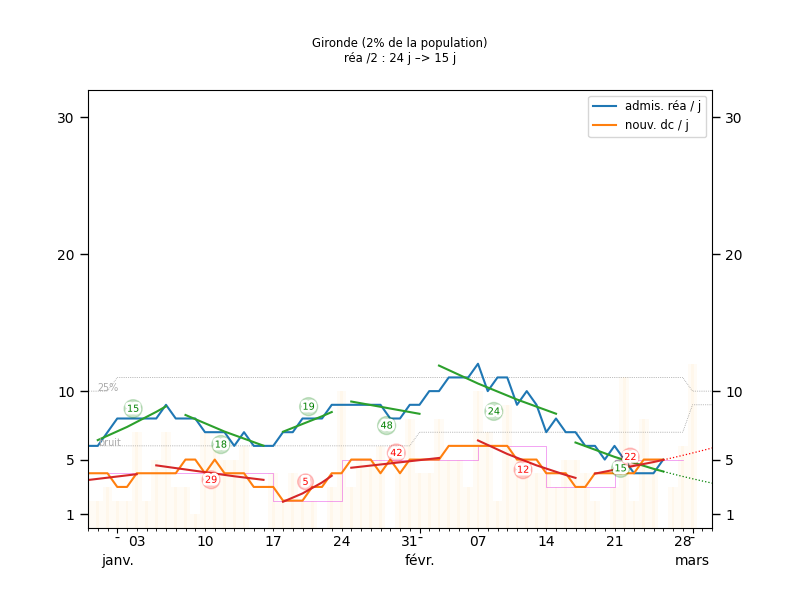 Gironde (2% de la population)
réa /2 : 24 j –> 15 j
admis. réa / j
nouv. dc / j
30 30
20 20
10 10
5 5
1 1
25%
bruit
15 18 19 48 24 15
29 5 42 12 22
- 03 10 17 24 31 - 07 14 21 28 -
janv. févr. mars